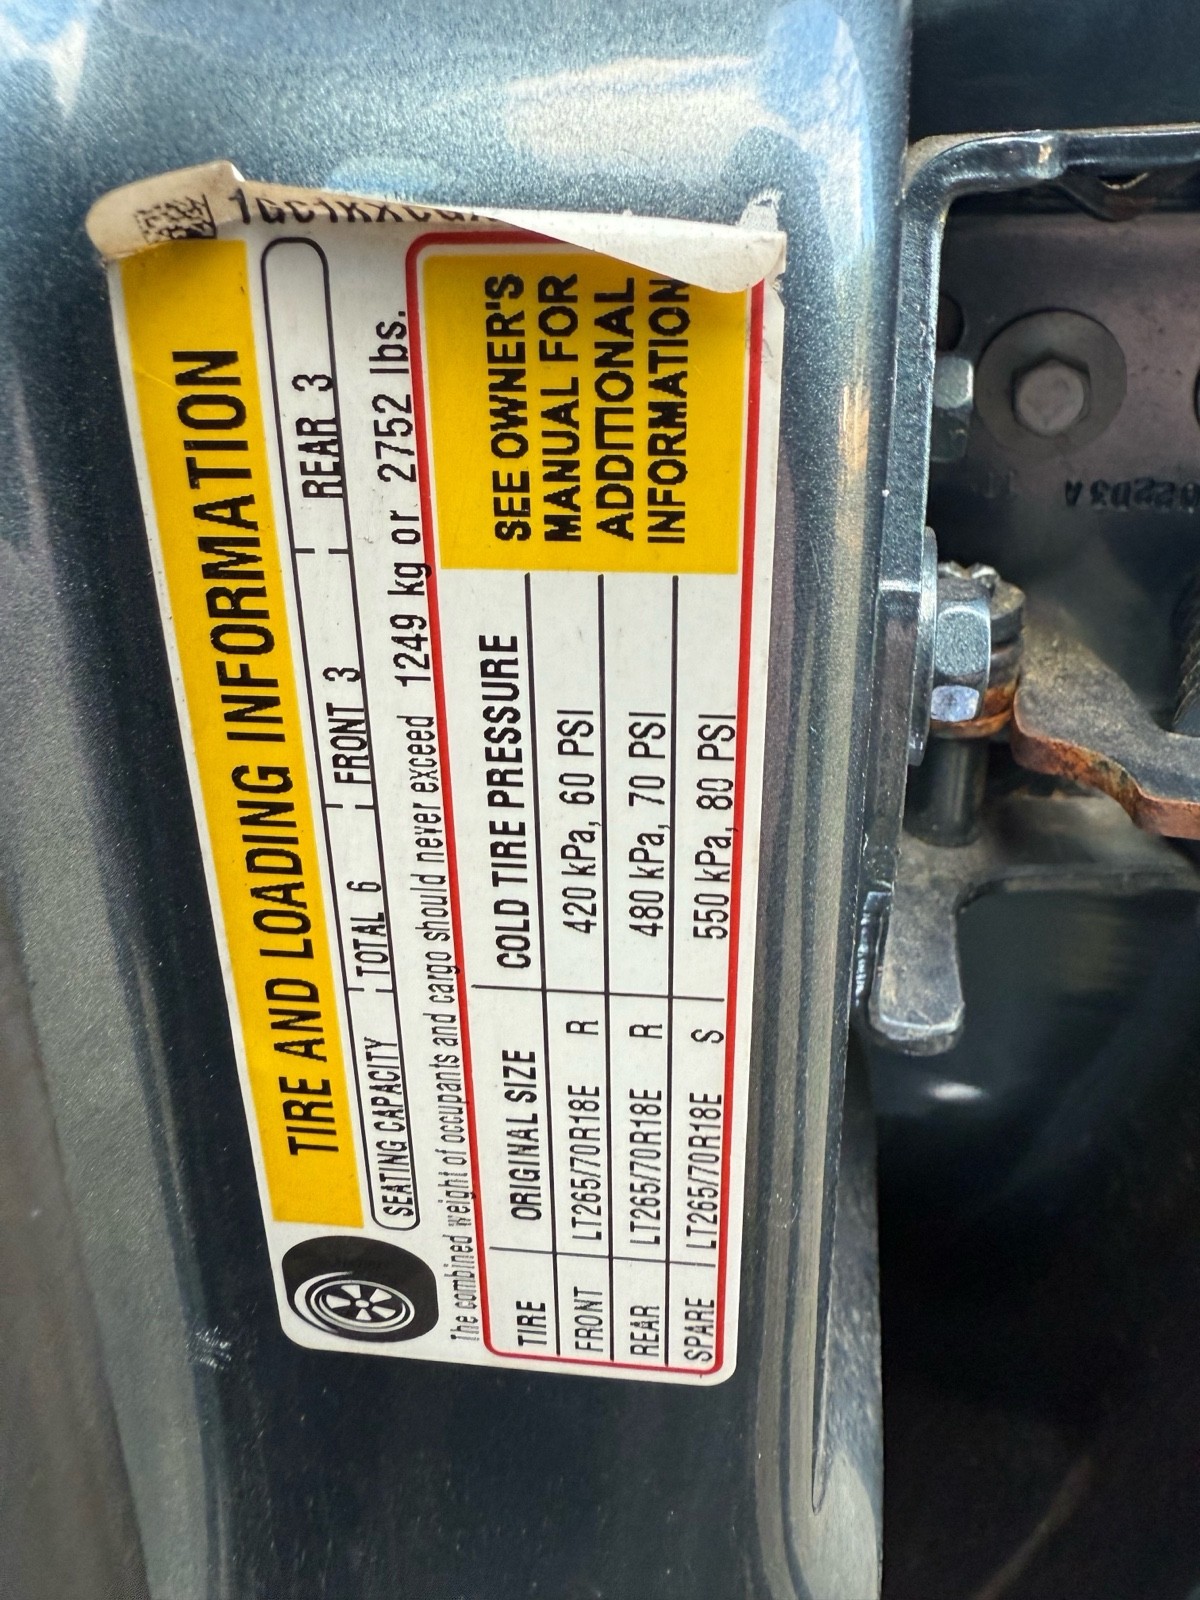 1GC1KXCG
TIRE AND LOADING INFORMATION
SEATING CAPACITY TOTAL 6 FRONT 3 REAR 3
The combined weight of occupants and cargo should never exceed 1249 kg or 2752 lbs.
TIRE ORIGINAL SIZE COLD TIRE PRESSURE
FRONT LT265/70R18E R 420 kPa, 60 PSI
REAR LT265/70R18E R 480 kPa, 70 PSI
SPARE LT265/70R18E S 550 kPa, 80 PSI
SEE OWNER'S
MANUAL FOR
ADDITIONAL
INFORMATION